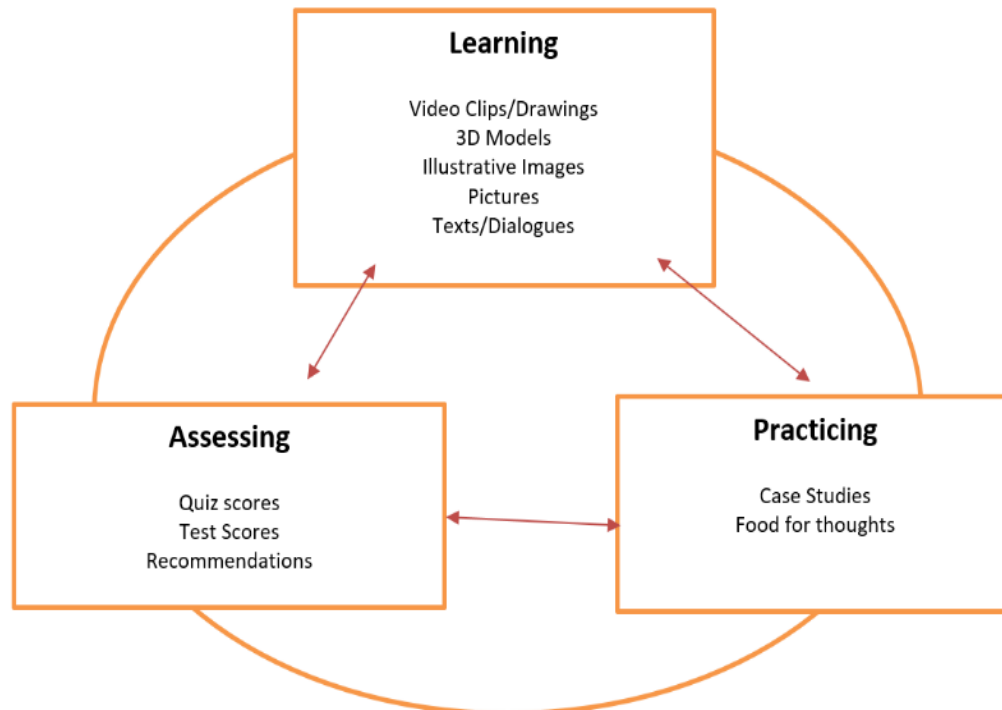 Learning
Video Clips/Drawings
3D Models
Illustrative Images
Pictures
Texts/Dialogues
Assessing
Quiz scores
Test Scores
Recommendations
Practicing
Case Studies
Food for thoughts